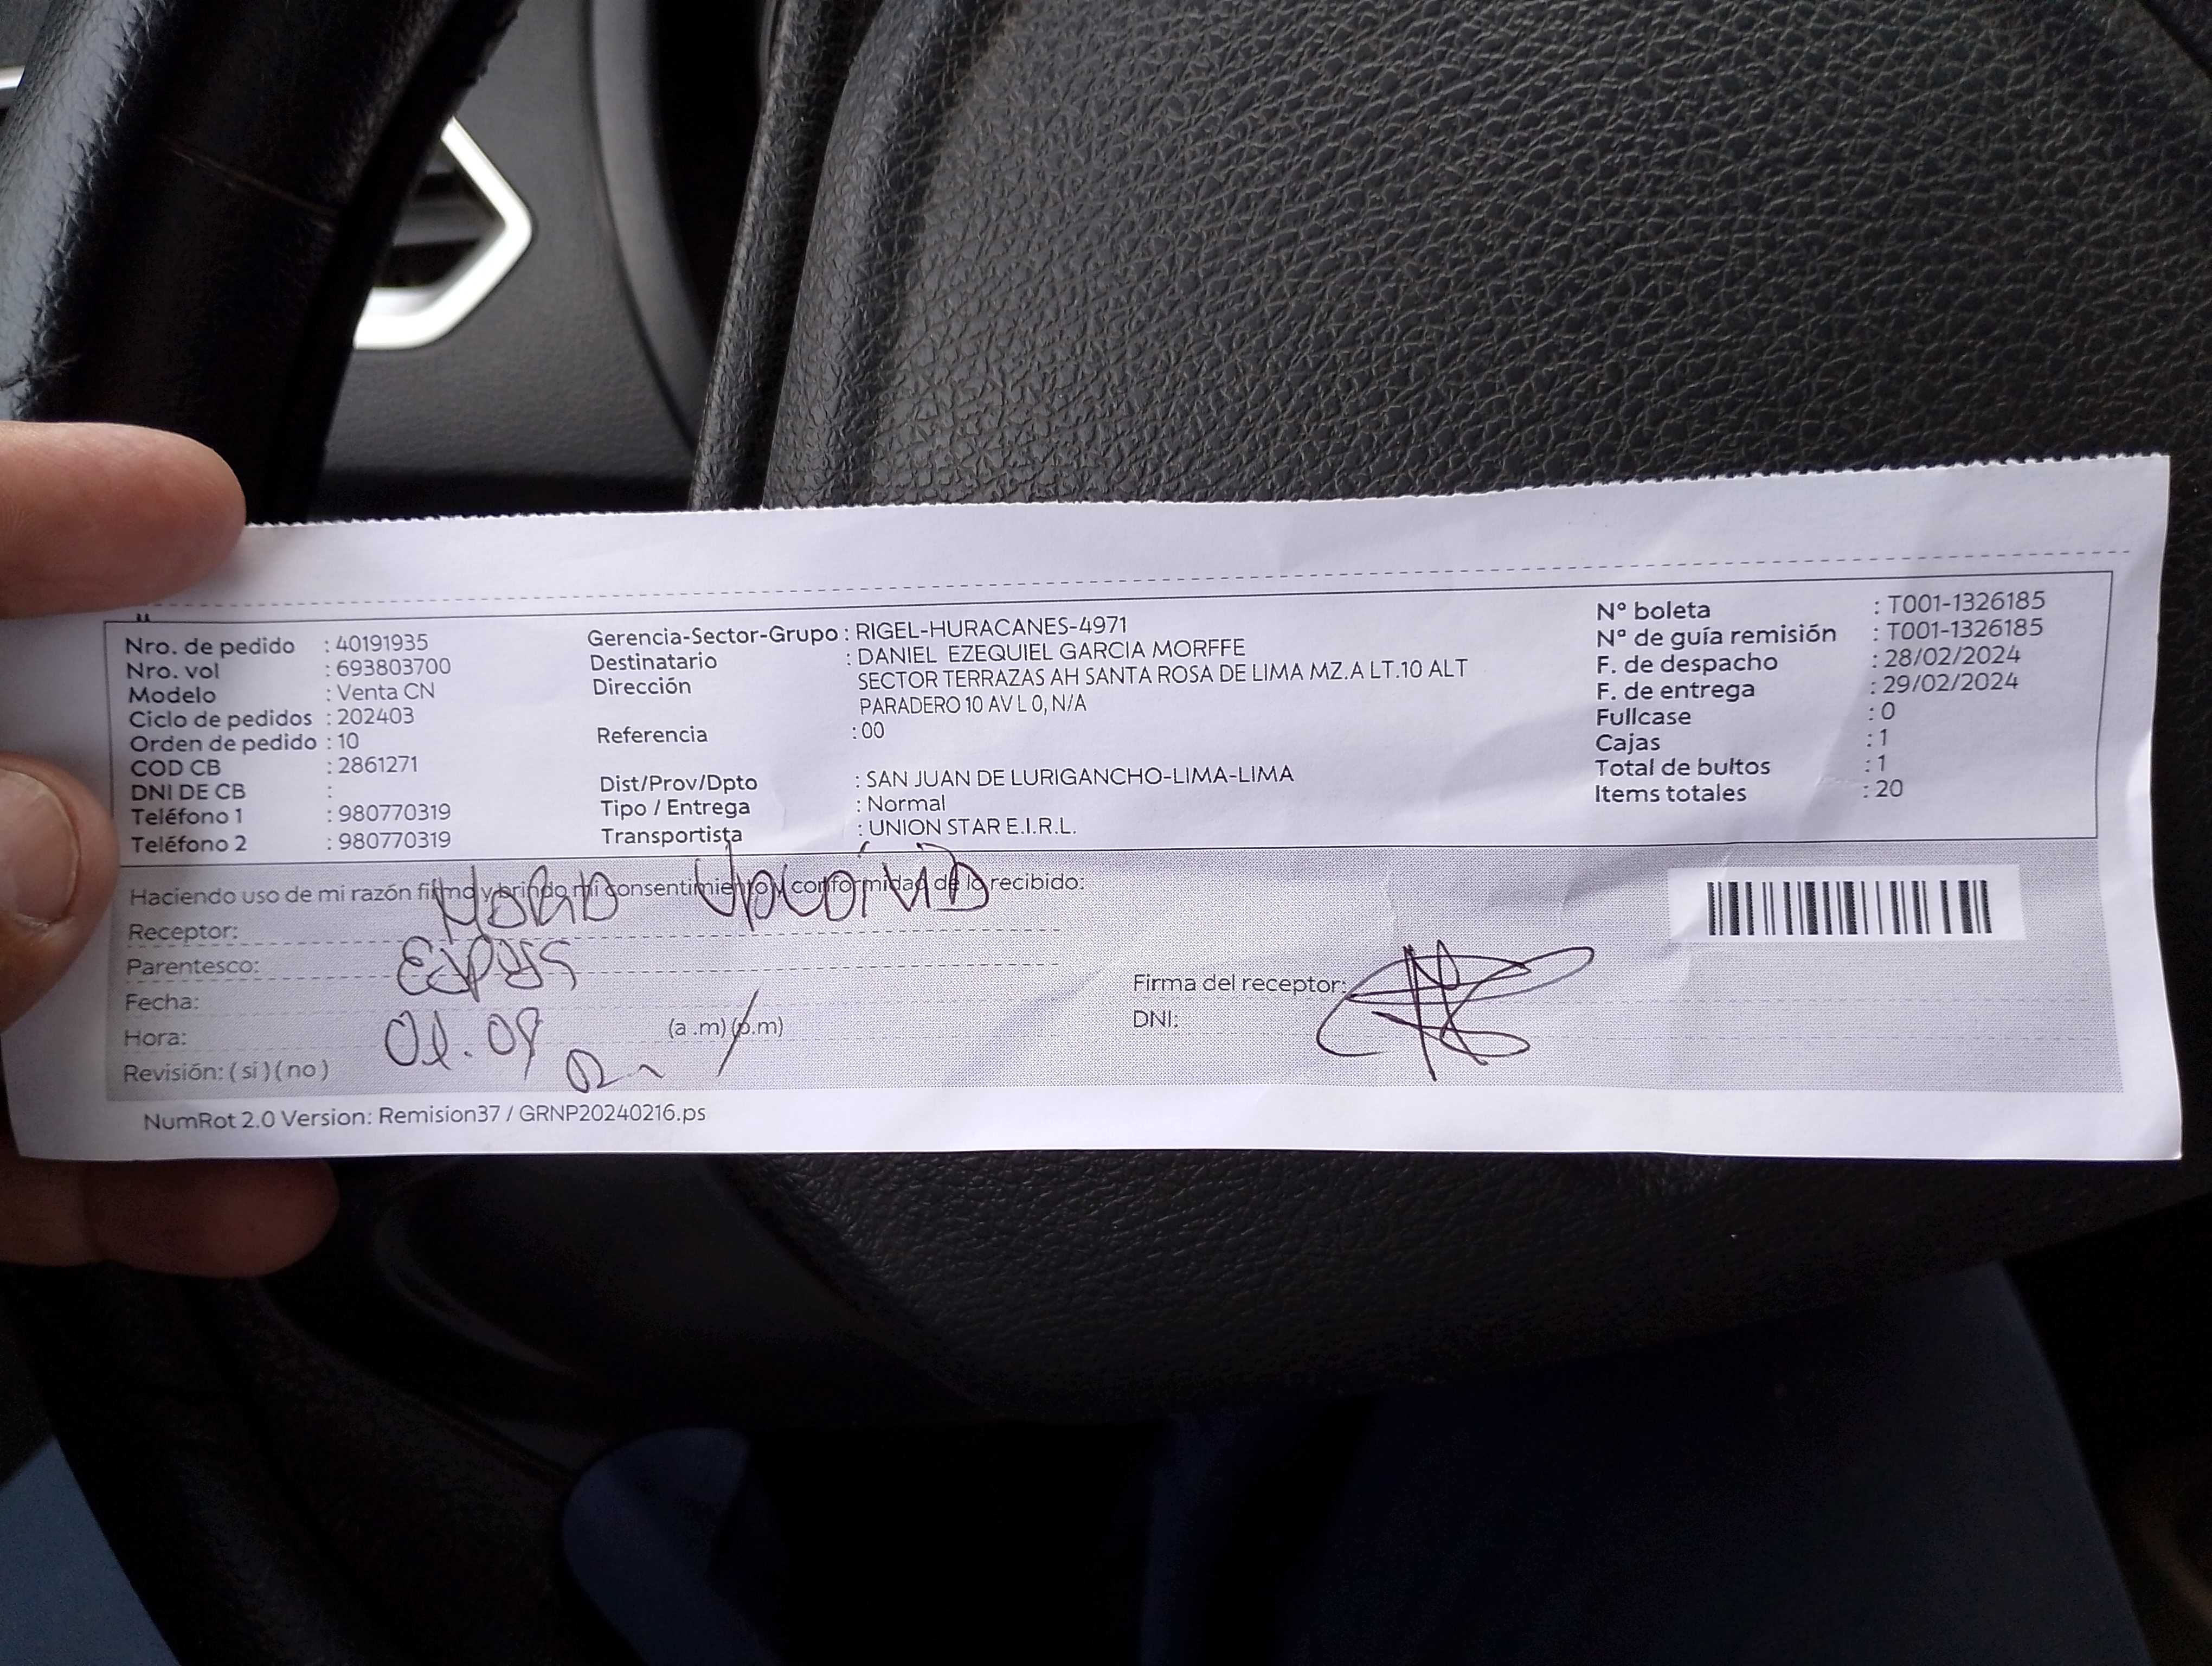 Nro. de pedido : 40191935
Nro. vol : 693803700
Modelo : Venta CN
Ciclo de pedidos : 202403
Orden de pedido : 10
COD CB : 2861271
DNI DE CB :
Teléfono 1 : 980770319
Teléfono 2 : 980770319
Gerencia-Sector-Grupo : RIGEL-HURACANES-4971
Destinatario : DANIEL EZEQUIEL GARCIA MORFFE
Dirección SECTOR TERRAZAS AH SANTA ROSA DE LIMA MZ.A LT.10 ALT
PARADERO 10 AV L 0, N/A
Referencia : 00
Dist/Prov/Dpto : SAN JUAN DE LURIGANCHO-LIMA-LIMA
Tipo / Entrega : Normal
Transportista : UNION STAR E.I.R.L.
N° boleta : T001-1326185
N° de guía remisión : T001-1326185
F. de despacho : 28/02/2024
F. de entrega : 29/02/2024
Fullcase : 0
Cajas : 1
Total de bultos : 1
Items totales : 20
Haciendo uso de mi razón firmo y brindo mi consentimiento y conformidad de lo recibido:
Receptor:
Parentesco:
Fecha:
Hora: (a .m) (p.m)
Revisión: ( si ) ( no )
Firma del receptor:
DNI:
NumRot 2.0 Version: Remision37 / GRNP20240216.ps